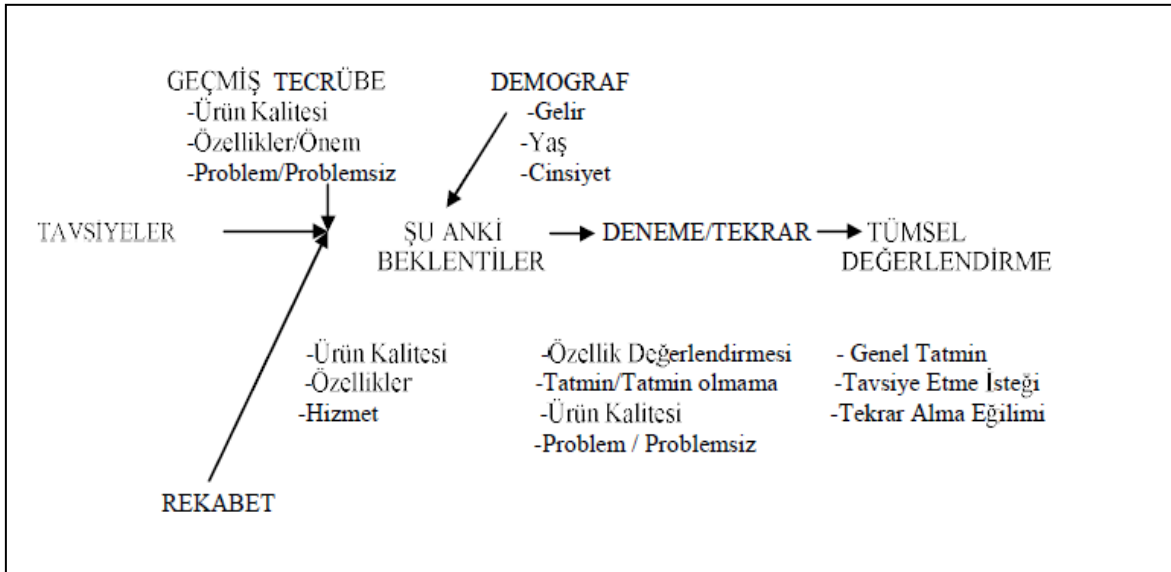 GEÇMİŞ TECRÜBE
-Ürün Kalitesi
-Özellikler/Önem
-Problem/Problemsiz
DEMOGRAF
-Gelir
-Yaş
-Cinsiyet
TAVSİYELER
ŞU ANKİ
BEKLENTİLER
DENEME/TEKRAR
TÜMSEL
DEĞERLENDİRME
-Ürün Kalitesi
-Özellikler
-Hizmet
-Özellik Değerlendirmesi
-Tatmin/Tatmin olmama
-Ürün Kalitesi
-Problem / Problemsiz
- Genel Tatmin
-Tavsiye Etme İsteği
-Tekrar Alma Eğilimi
REKABET